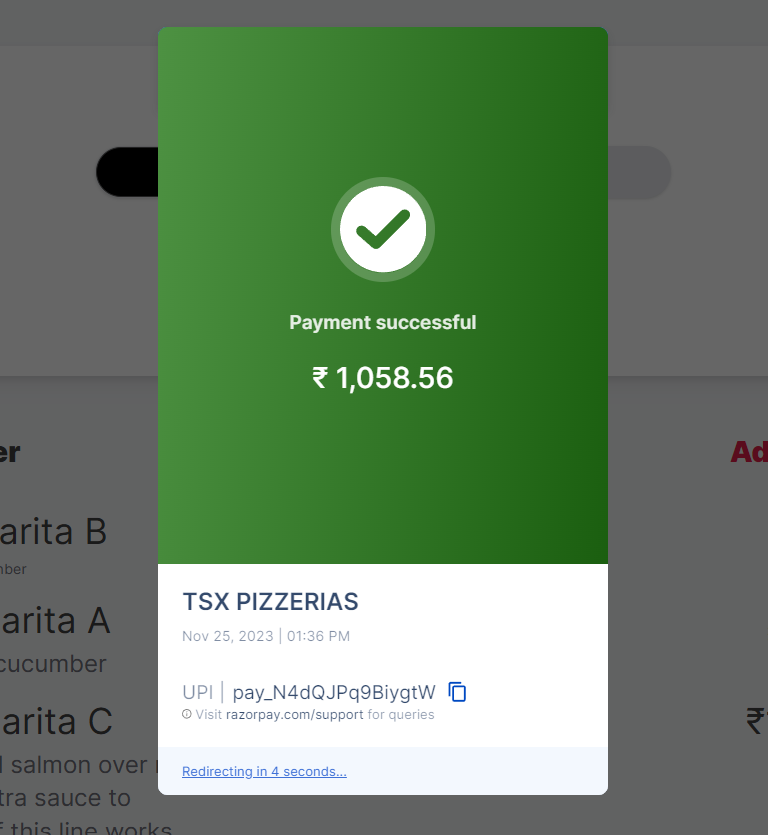 Payment successful
₹ 1,058.56
er
Ad
arita B
nber
arita A
cucumber
arita C
₹
salmon over
tra sauce to
f this line works
TSX PIZZERIAS
Nov 25, 2023 | 01:36 PM
UPI | pay_N4dQJPq9BiygtW
Visit razorpay.com/support for queries
Redirecting in 4 seconds...